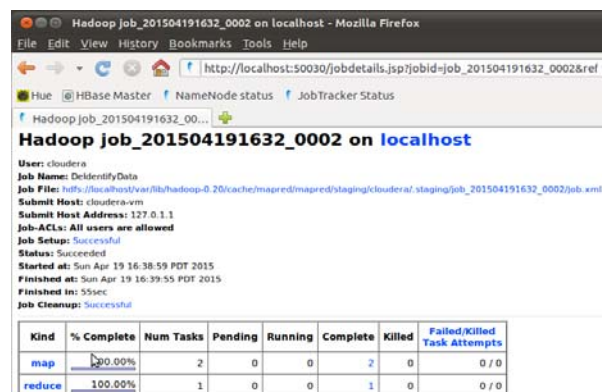 Hadoop job_201504191632_0002 on localhost - Mozilla Firefox
File Edit View History Bookmarks Tools Help
http://localhost:50030/jobdetails.jsp?jobid=job_201504191632_0002&ref
Hue HBase Master NameNode status JobTracker Status
Hadoop job_201504191632_00...
Hadoop job_201504191632_0002 on localhost
User: cloudera
Job Name: DeIdentifyData
Job File: hdfs://localhost/var/lib/hadoop-0.20/cache/mapred/mapred/staging/cloudera/.staging/job_201504191632_0002/job.xml
Submit Host: cloudera-vm
Submit Host Address: 127.0.1.1
Job-ACLs: All users are allowed
Job Setup: Successful
Status: Succeeded
Started at: Sun Apr 19 16:38:59 PDT 2015
Finished at: Sun Apr 19 16:39:55 PDT 2015
Finished in: 55sec
Job Cleanup: Successful
Kind % Complete Num Tasks Pending Running Complete Killed Failed/Killed Task Attempts
map 00.00% 2 0 0 2 0 0 / 0
reduce 100.00% 1 0 0 1 0 0 / 0